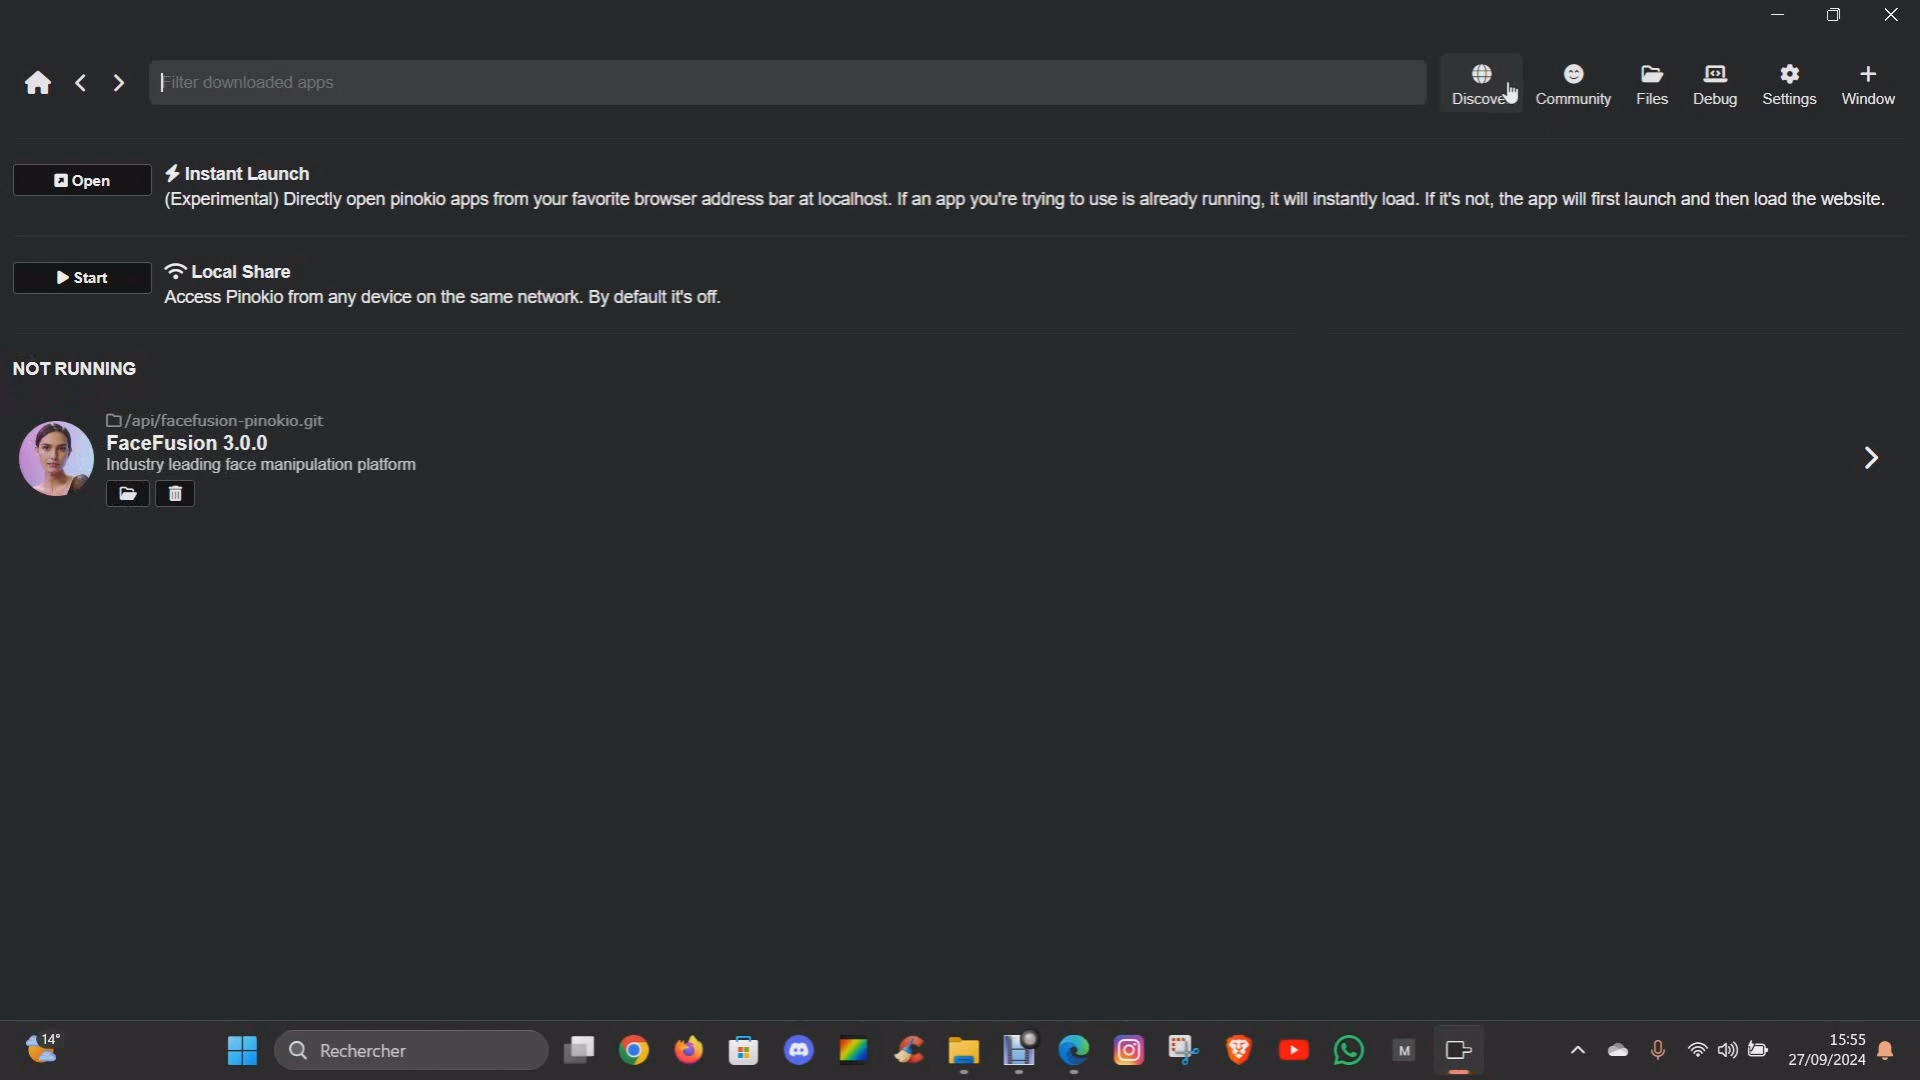 Filter downloaded apps
Discove
Community
Files
Debug
Settings
Window
Open
Instant Launch
(Experimental) Directly open pinokio apps from your favorite browser address bar at localhost. If an app you're trying to use is already running, it will instantly load. If it's not, the app will first launch and then load the website.
Start
Local Share
Access Pinokio from any device on the same network. By default it's off.
NOT RUNNING
/api/facefusion-pinokio.git
FaceFusion 3.0.0
Industry leading face manipulation platform
14°
Rechercher
M
15:55
27/09/2024